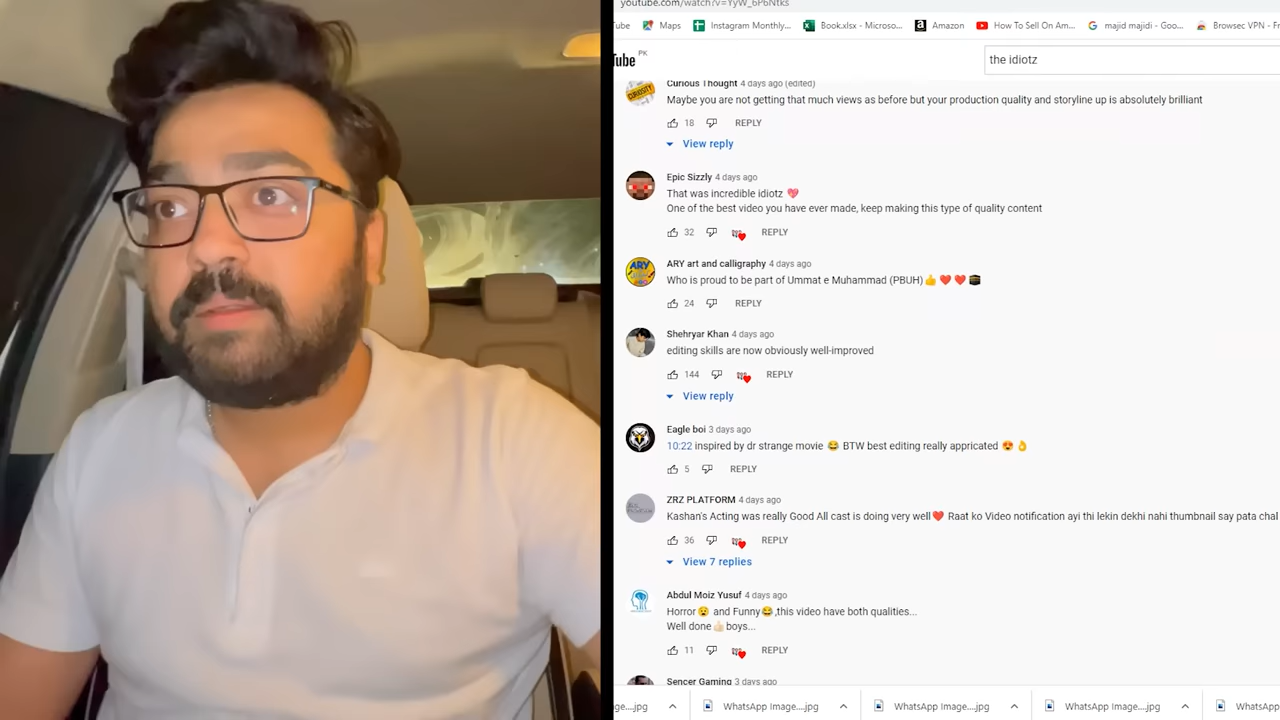 youtube.com/watch?v=YyW_6P6Ntks
Tube
Maps
Instagram Monthly...
Book.xlsx - Microso...
Amazon
How To Sell On Am...
majid majidi - Goo...
Browsec VPN - Fr
Tube PK
the idiotz
Curious Thought 4 days ago (edited)
Maybe you are not getting that much views as before but your production quality and storyline up is absolutely brilliant
18 REPLY
View reply
Epic Sizzly 4 days ago
That was incredible idiotz 💖
One of the best video you have ever made, keep making this type of quality content
32 REPLY
ARY art and calligraphy 4 days ago
Who is proud to be part of Ummat e Muhammad (PBUH)👍 ❤️ ❤️ 🕋
24 REPLY
Shehryar Khan 4 days ago
editing skills are now obviously well-improved
144 REPLY
View reply
Eagle boi 3 days ago
10:22 inspired by dr strange movie 😂 BTW best editing really appricated 😍 👌
5 REPLY
ZRZ PLATFORM 4 days ago
Kashan's Acting was really Good All cast is doing very well❤️ Raat ko Video notification ayi thi lekin dekhi nahi thumbnail say pata chal
36 REPLY
View 7 replies
Abdul Moiz Yusuf 4 days ago
Horror😧 and Funny😂,this video have both qualities...
Well done👍🏻boys...
11 REPLY
Sencer Gaming 3 days ago
ge....jpg
WhatsApp Image....jpg
WhatsApp Image....jpg
WhatsApp Image....jpg
WhatsApp